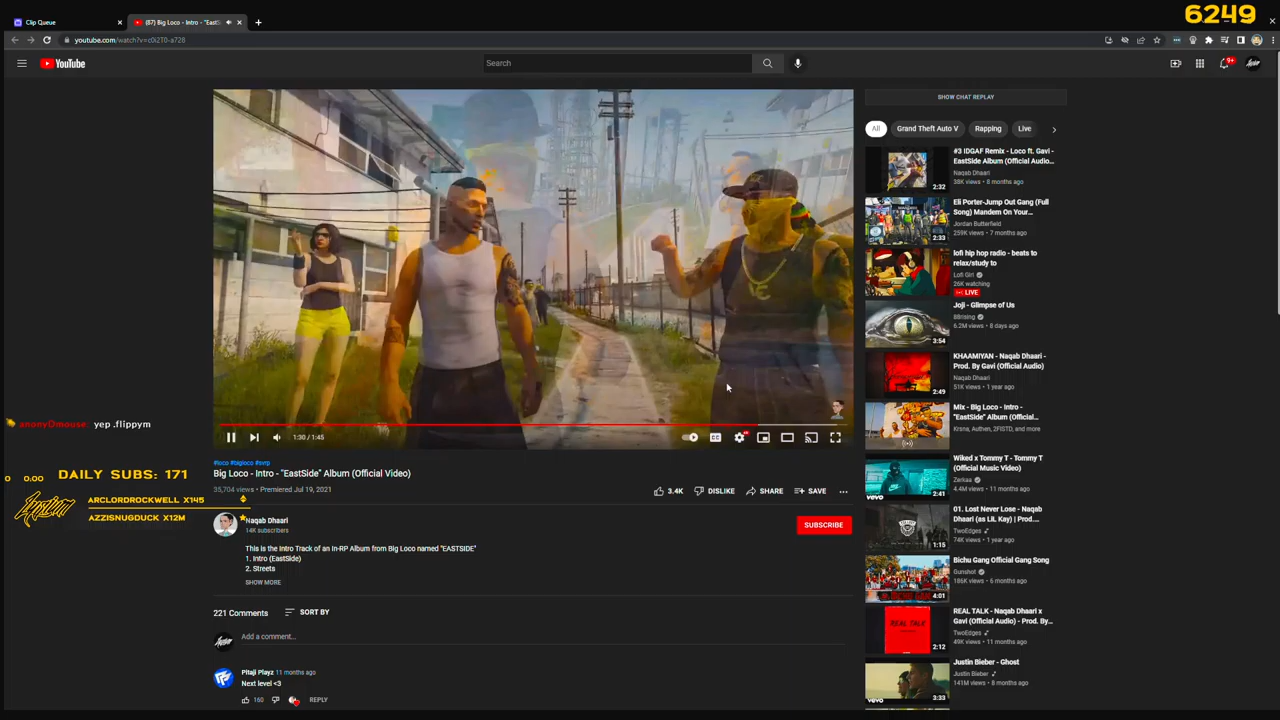 6249
Clip Queue
(87) Big Loco - Intro - "EastS
youtube.com/watch?v=c0i2T0-a728
YouTube
Search
9+
SHOW CHAT REPLAY
All
Grand Theft Auto V
Rapping
Live
#3 IDGAF Remix - Loco ft. Gavi -
EastSide Album (Official Audio...
Naqab Dhaari
38K views • 8 months ago
2:32
Eli Porter-Jump Out Gang (Full
Song) Mandem On Your...
Jordan Butterfield
259K views • 7 months ago
2:33
lofi hip hop radio - beats to
relax/study to
Lofi Girl
26K watching
LIVE
Joji - Glimpse of Us
88rising
6.2M views • 8 days ago
3:54
KHAAMIYAN - Naqab Dhaari -
Prod. By Gavi (Official Audio)
Naqab Dhaari
51K views • 1 year ago
2:49
Mix - Big Loco - Intro -
"EastSide" Album (Official...
Krsna, Authen, 2FISTD, and more
Wiked x Tommy T - Tommy T
(Official Music Video)
Zerkaa
4.4M views • 11 months ago
2:41
vevo
01. Lost Never Lose - Naqab
Dhaari (as LIL Kay) | Prod....
TwoEdges
74K views • 1 year ago
1:15
Bichu Gang Official Gang Song
Gunshot
186K views • 6 months ago
4:01
REAL TALK - Naqab Dhaari x
Gavi (Official Audio) - Prod. By...
TwoEdges
49K views • 11 months ago
REAL TALK
2:12
Justin Bieber - Ghost
Justin Bieber
141M views • 8 months ago
3:33
vevo
1:30 / 1:45
anony0mouse: yep .flippym
0:00
DAILY SUBS: 171
ARCLORDROCKWELL X145
AZZISNUGDUCK X12M
#loco #bigloco #svrp
Big Loco - Intro - "EastSide" Album (Official Video)
35,704 views • Premiered Jul 19, 2021
3.4K
DISLIKE
SHARE
SAVE
Naqab Dhaari
14K subscribers
SUBSCRIBE
This is the Intro Track of an In-RP Album from Big Loco named "EASTSIDE"
1. Intro (EastSide)
2. Streets
SHOW MORE
221 Comments
SORT BY
Add a comment...
Pitaji Playz 11 months ago
Next level <3
160
REPLY